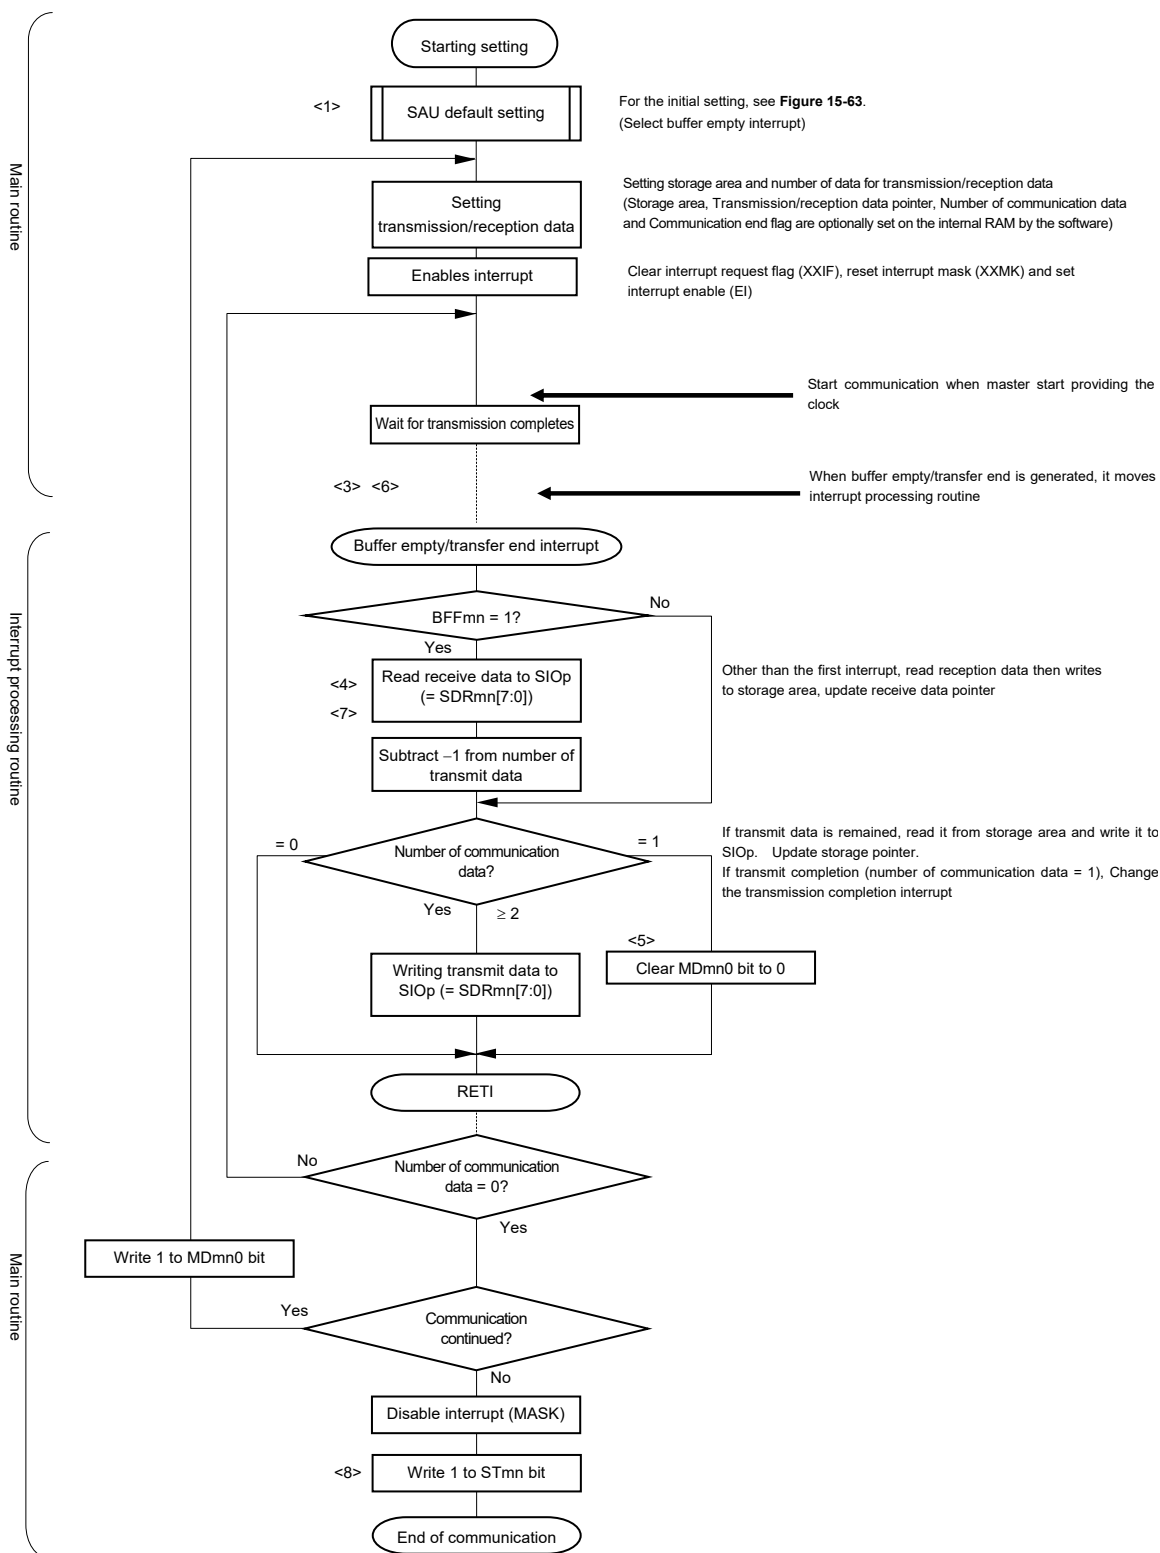 Starting setting
<1>
SAU default setting
For the initial setting, see Figure 15-63.
(Select buffer empty interrupt)
Main routine
Setting
transmission/reception data
Setting storage area and number of data for transmission/reception data
(Storage area, Transmission/reception data pointer, Number of communication data
and Communication end flag are optionally set on the internal RAM by the software)
Enables interrupt
Clear interrupt request flag (XXIF), reset interrupt mask (XXMK) and set
interrupt enable (EI)
Start communication when master start providing the
clock
Wait for transmission completes
<3> <6>
When buffer empty/transfer end is generated, it moves
interrupt processing routine
Buffer empty/transfer end interrupt
Interrupt processing routine
BFFmn = 1?
No
Yes
<4>
<7>
Read receive data to SIOp
(= SDRmn[7:0])
Other than the first interrupt, read reception data then writes
to storage area, update receive data pointer
Subtract −1 from number of
transmit data
= 0
Number of communication
data?
= 1
If transmit data is remained, read it from storage area and write it to
SIOp. Update storage pointer.
If transmit completion (number of communication data = 1), Change
the transmission completion interrupt
Yes
≥ 2
<5>
Writing transmit data to
SIOp (= SDRmn[7:0])
Clear MDmn0 bit to 0
RETI
No
Number of communication
data = 0?
Yes
Write 1 to MDmn0 bit
Main routine
Yes
Communication
continued?
No
Disable interrupt (MASK)
<8>
Write 1 to STmn bit
End of communication